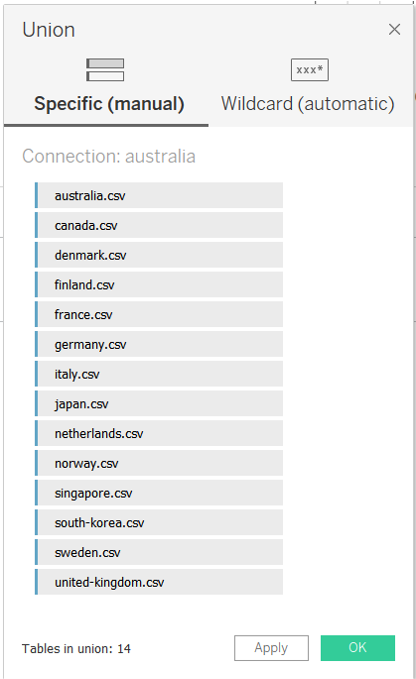 Union
xxx*
Specific (manual) Wildcard (automatic)
Connection: australia
australia.csv
canada.csv
denmark.csv
finland.csv
france.csv
germany.csv
italy.csv
japan.csv
netherlands.csv
norway.csv
singapore.csv
south-korea.csv
sweden.csv
united-kingdom.csv
Tables in union: 14 Apply OK